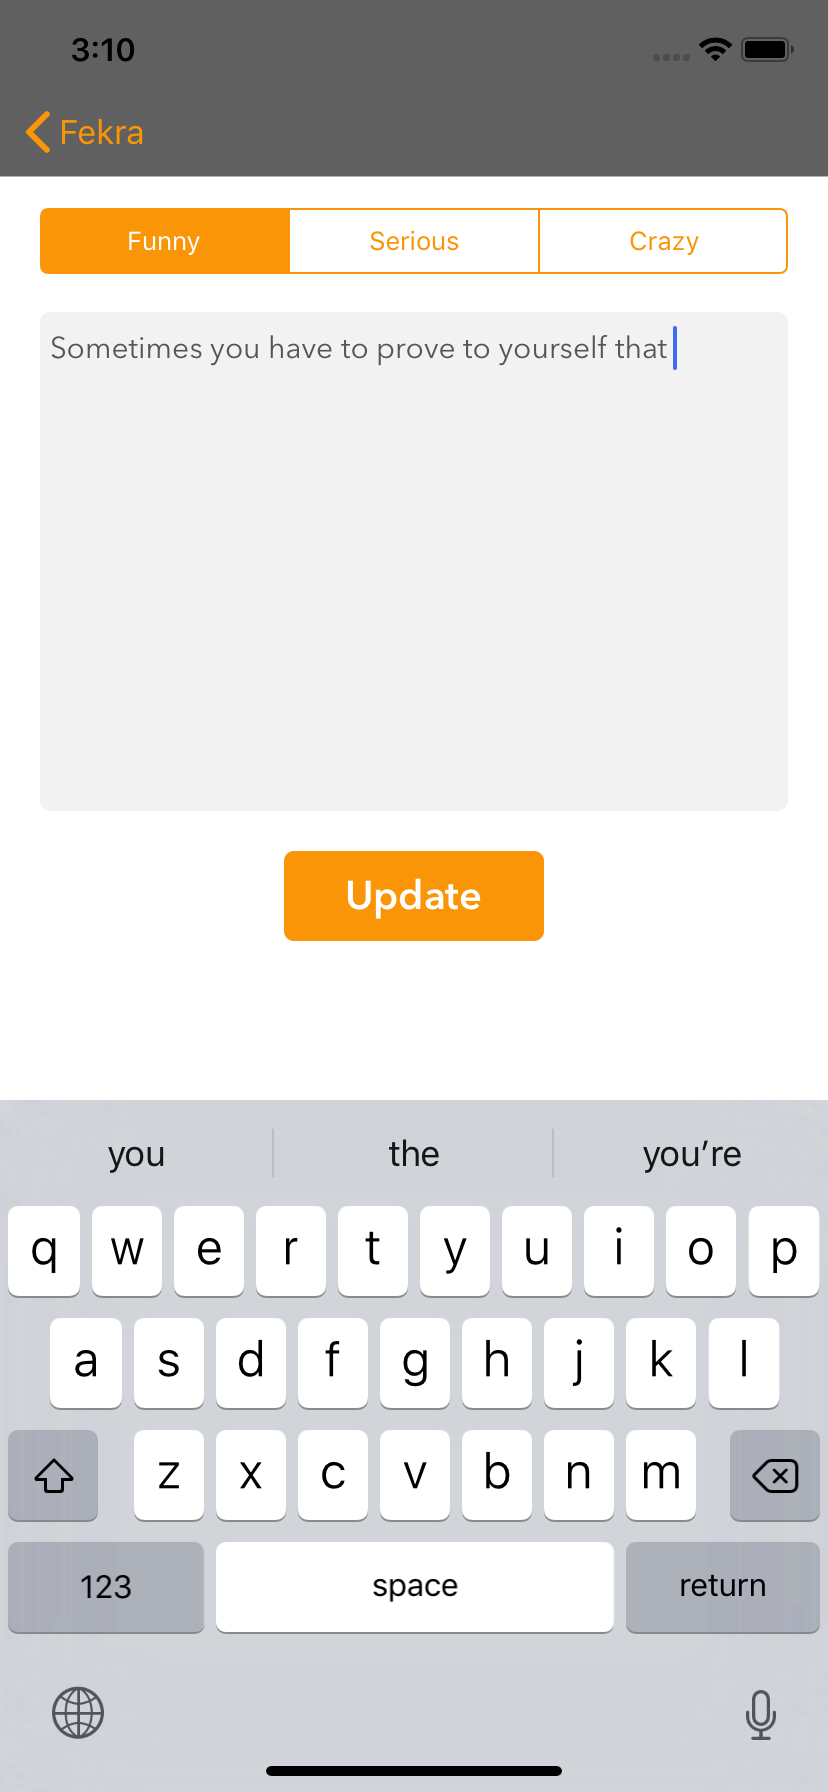 3:10
Fekra
Funny Serious Crazy
Sometimes you have to prove to yourself that
Update
you the you’re
q w e r t y u i o p
a s d f g h j k l
z x c v b n m
123 space return